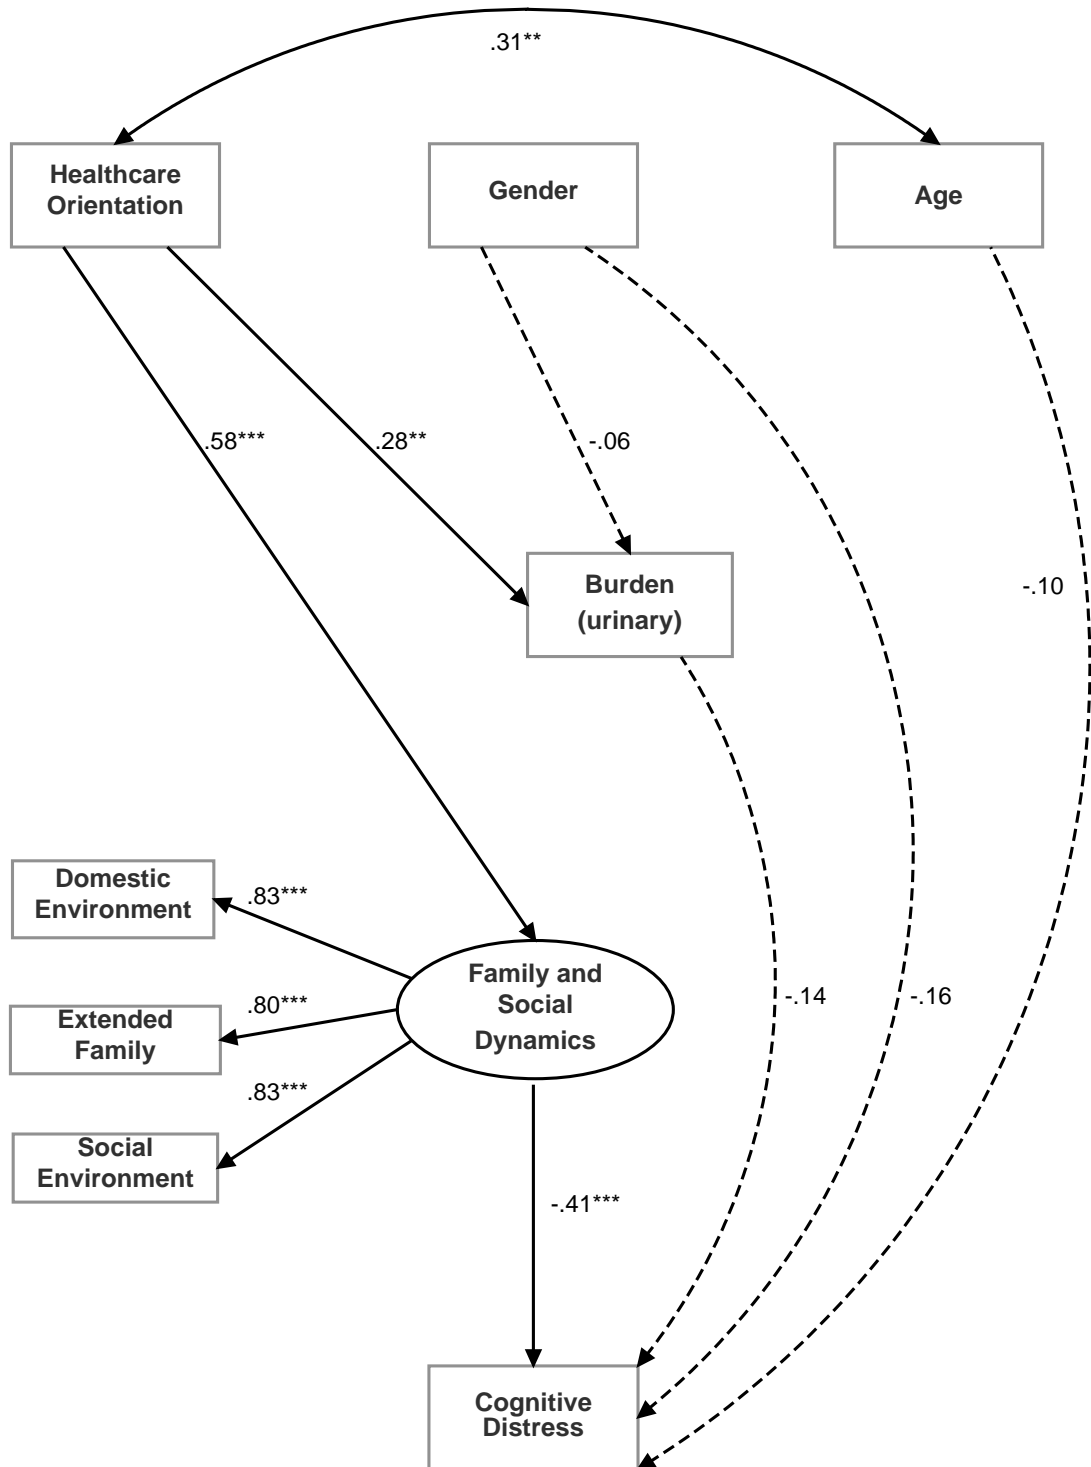 .31**
Healthcare
Orientation
Gender
Age
.58***
.28**
-.06
Burden
(urinary)
-.10
Domestic
Environment
.83***
Extended
Family
.80***
Family and
Social
Dynamics
-.14
-.16
.83***
Social
Environment
-.41***
Cognitive
Distress